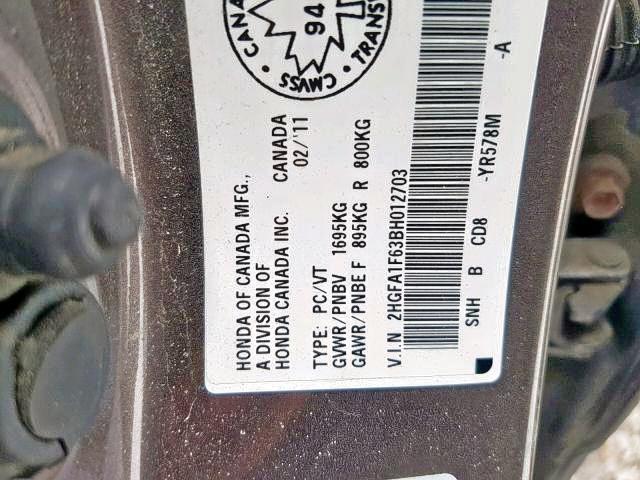 CANA
94
TRANS
CMVSS
HONDA OF CANADA MFG.,
A DIVISION OF
HONDA CANADA INC. CANADA
02/'11
TYPE: PC/VT
GVWR/PNBV 1695KG
GAWR/PNBE F 895KG R 800KG
V.I.N 2HGFA1F63BH012703
-A
SNH B CD8 -YR578M